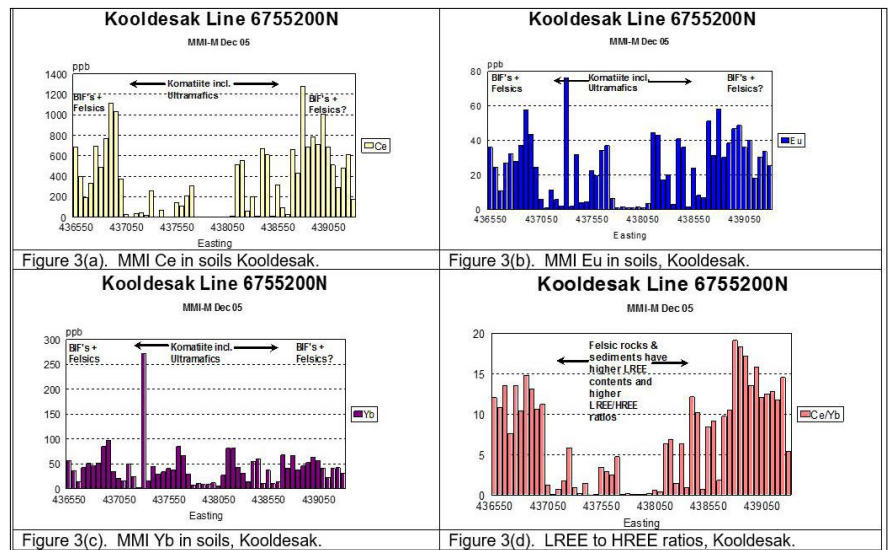 Kooldesak Line 6755200N
MMI-M Dec 05
ppb
1400
1200
1000
800
600
400
200
0
BIF's +
Felsics
Komatiite incl.
Ultramafics
BIF's +
Felsics?
Ce
436550 437050 437550 438050 438550 439050
Easting
Figure 3(a). MMI Ce in soils Kooldesak.
Kooldesak Line 6755200N
MMI-M Dec 05
ppb
80
60
40
20
0
BIF's +
Felsics
Komatiite incl.
Ultramafics
BIF's +
Felsics?
Eu
436550 437050 437550 438050 438550 439050
Easting
Figure 3(b). MMI Eu in soils, Kooldesak.
Kooldesak Line 6755200N
MMI-M Dec 05
ppb
300
250
200
150
100
50
0
BIF's +
Felsics
Komatiite incl.
Ultramafics
BIF's +
Felsics?
Yb
436550 437050 437550 438050 438550 439050
Easting
Figure 3(c). MMI Yb in soils, Kooldesak.
Kooldesak Line 6755200N
MMI-M Dec 05
20
15
10
5
0
Felsic rocks &
sediments have
higher LREE
contents and
higher
LREE/HREE
ratios
Ce/Yb
436550 437050 437550 438050 438550 439050
Easting
Figure 3(d). LREE to HREE ratios, Kooldesak.